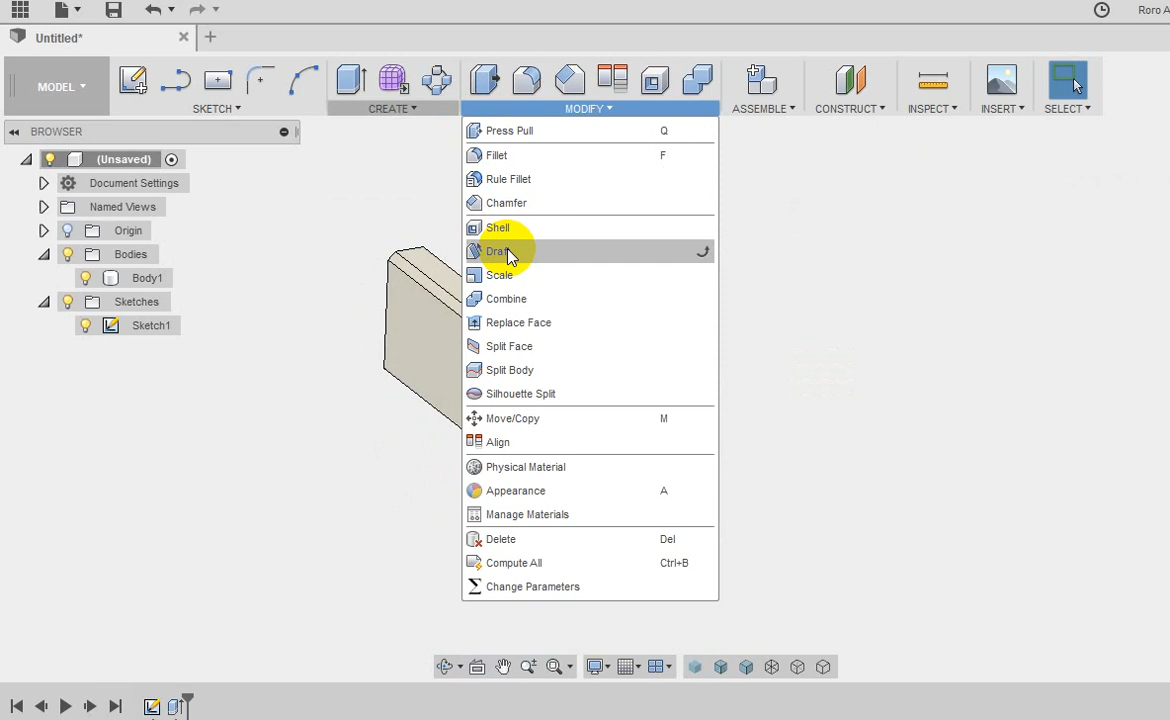 Roro A
Untitled*
MODEL
SKETCH
CREATE
MODIFY
ASSEMBLE
CONSTRUCT
INSPECT
INSERT
SELECT
BROWSER
(Unsaved)
Document Settings
Named Views
Origin
Bodies
Body1
Sketches
Sketch1
Press Pull Q
Fillet F
Rule Fillet
Chamfer
Shell
Draft
Scale
Combine
Replace Face
Split Face
Split Body
Silhouette Split
Move/Copy M
Align
Physical Material
Appearance A
Manage Materials
Delete Del
Compute All Ctrl+B
Change Parameters